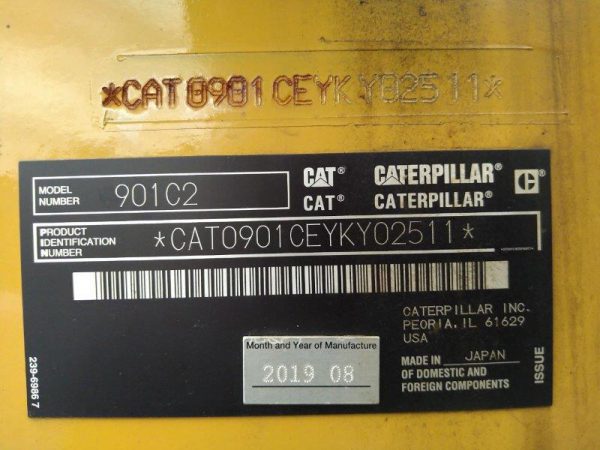 *CAT0901CEYKY02511*
MODEL NUMBER 901C2
CAT® CATERPILLAR® C®
CAT® CATERPILLAR®
PRODUCT IDENTIFICATION NUMBER *CAT0901CEYKY02511*
CATERPILLAR INC.
PEORIA, IL 61629
USA
Month and Year of Manufacture
2019 08
MADE IN JAPAN
OF DOMESTIC AND
FOREIGN COMPONENTS
ISSUE
239-6986 7